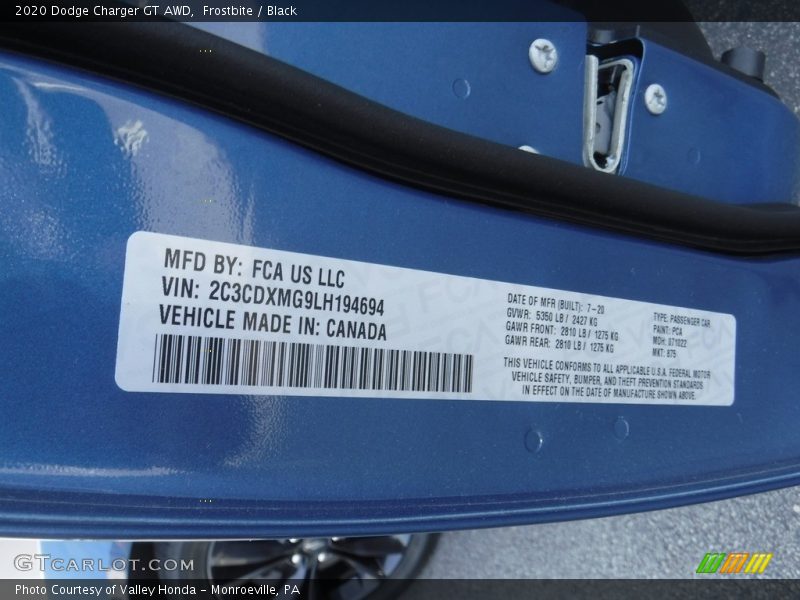 2020 Dodge Charger GT AWD, Frostbite / Black
MFD BY: FCA US LLC
VIN: 2C3CDXMG9LH194694
VEHICLE MADE IN: CANADA
DATE OF MFR (BUILT): 7-20
GVWR: 5350 LB / 2427 KG
GAWR FRONT: 2810 LB / 1275 KG
GAWR REAR: 2810 LB / 1275 KG
TYPE: PASSENGER CAR
PAINT: PCA
MDH: 071022
MKT: 875
THIS VEHICLE CONFORMS TO ALL APPLICABLE U.S.A. FEDERAL MOTOR
VEHICLE SAFETY, BUMPER, AND THEFT PREVENTION STANDARDS
IN EFFECT ON THE DATE OF MANUFACTURE SHOWN ABOVE.
GTCARLOT.COM
Photo Courtesy of Valley Honda - Monroeville, PA